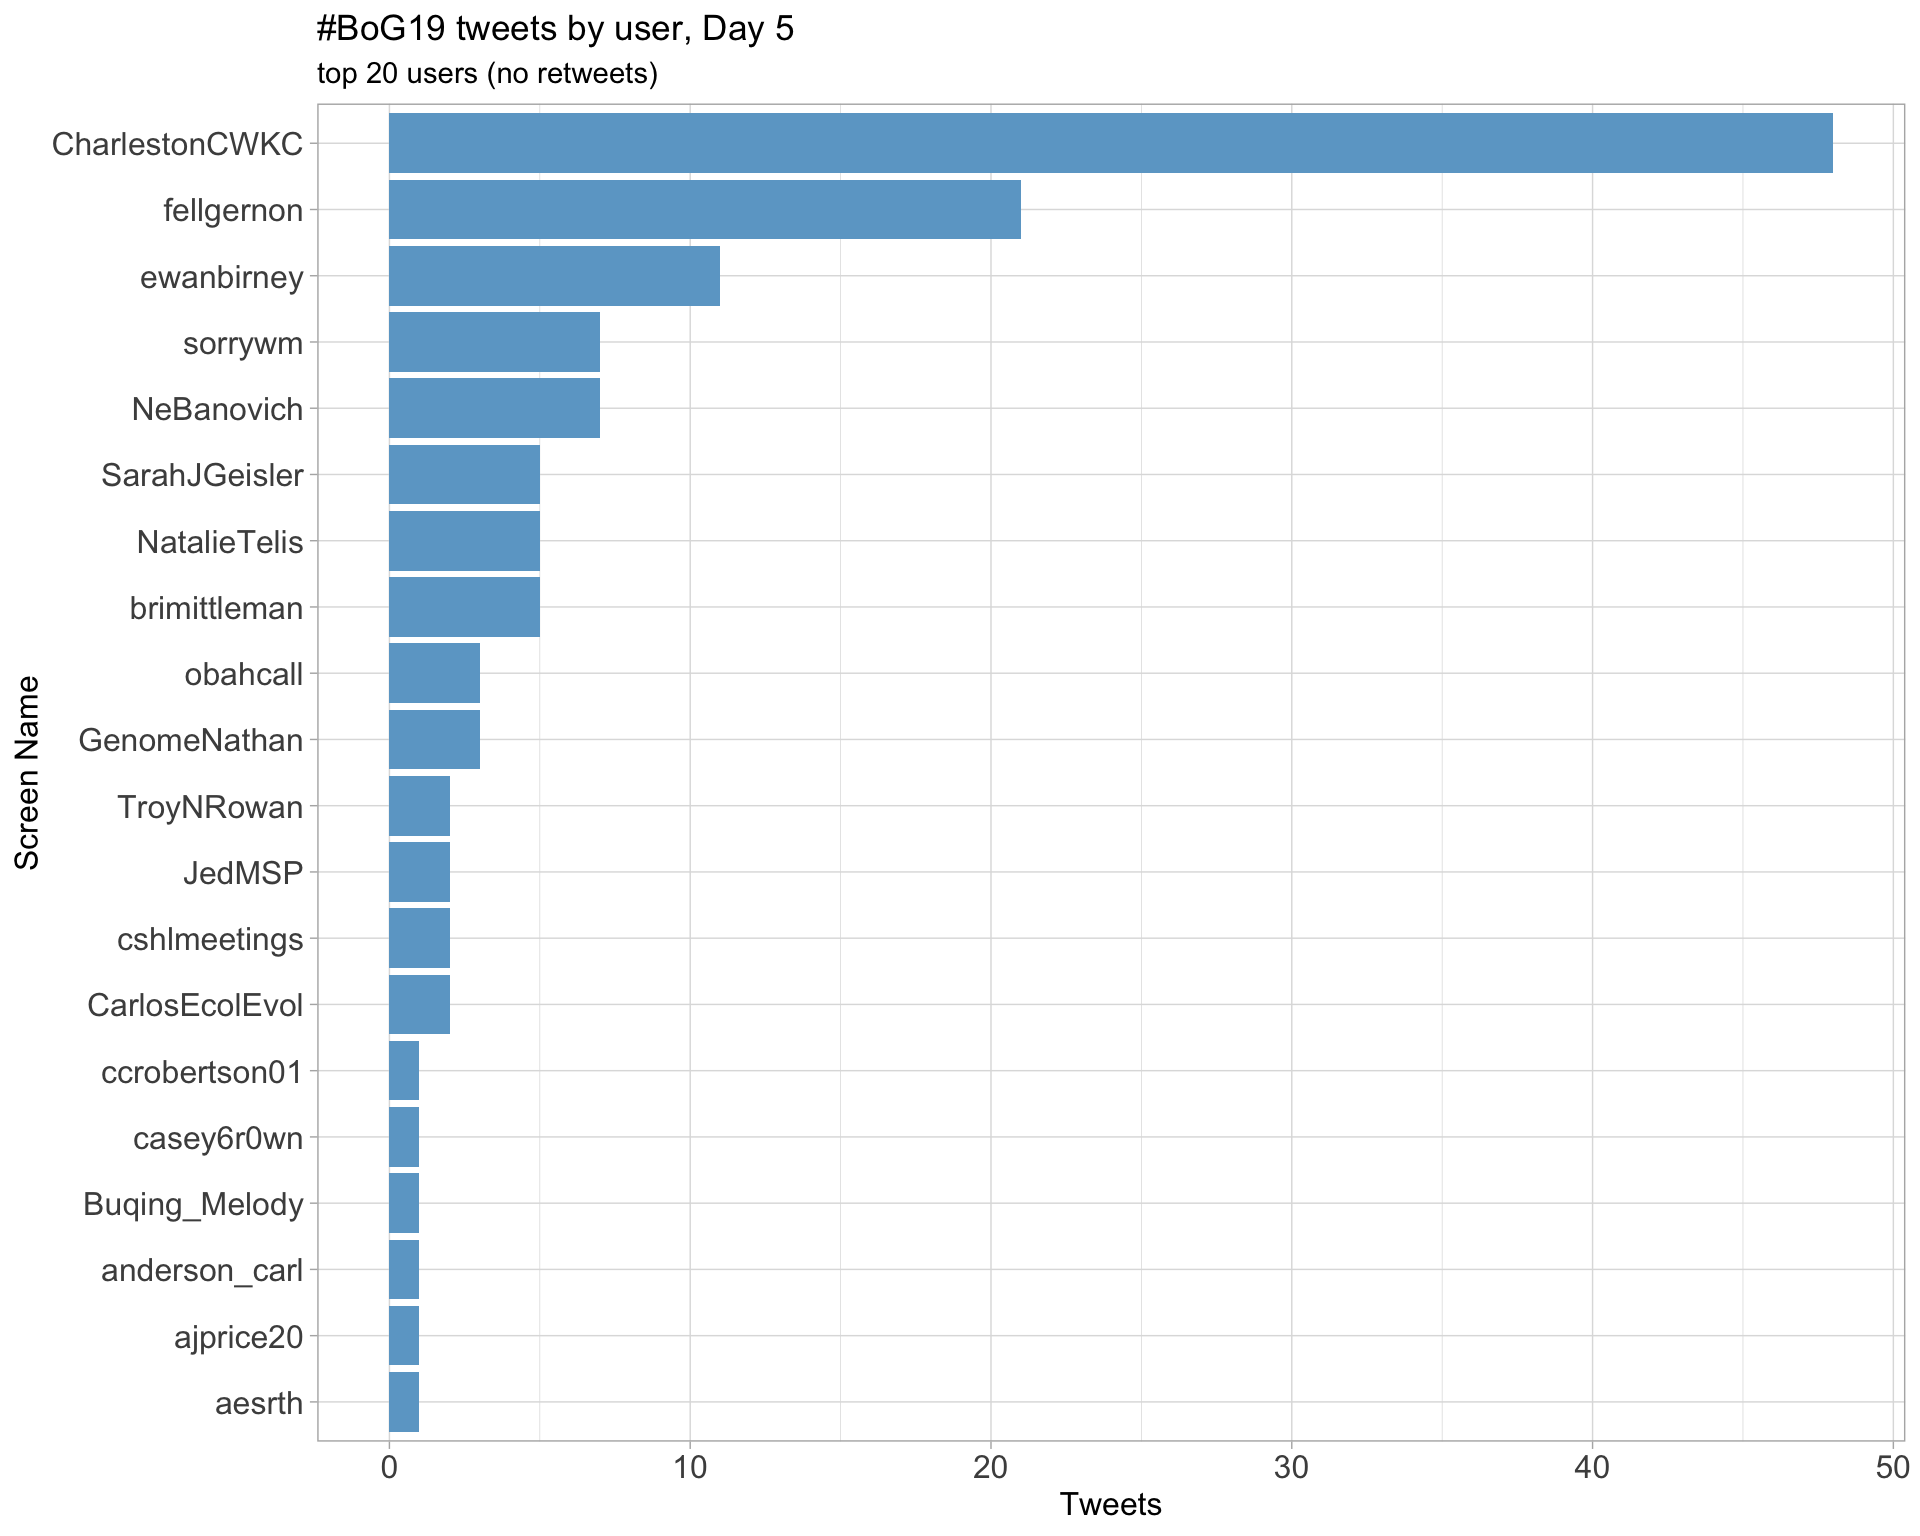 #BoG19 tweets by user, Day 5
top 20 users (no retweets)
CharlestonCWKC
fellgernon
ewanbirney
sorrywm
NeBanovich
SarahJGeisler
NatalieTelis
brimittleman
obahcall
GenomeNathan
TroyNRowan
JedMSP
cshlmeetings
CarlosEcolEvol
ccrobertson01
casey6r0wn
Buqing_Melody
anderson_carl
ajprice20
aesrth
Screen Name
0 10 20 30 40 50
Tweets